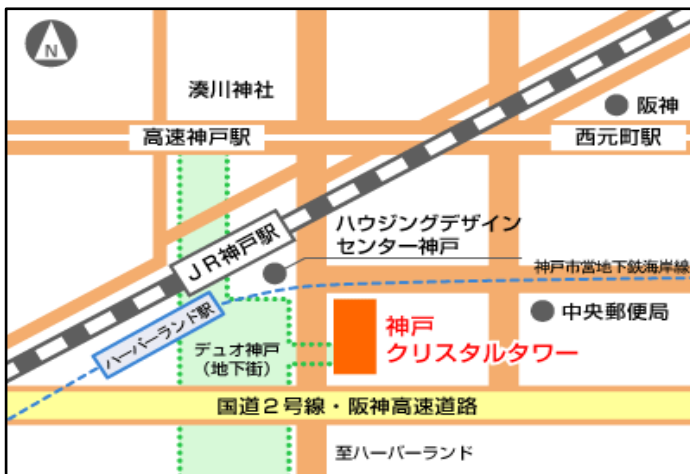 N
湊川神社
阪神
高速神戸駅
西元町駅
JR神戸駅
ハウジングデザイン
センター神戸
神戸市営地下鉄海岸線
ハーバーランド駅
中央郵便局
神戸
クリスタルタワー
デュオ神戸
(地下街)
国道2号線・阪神高速道路
至ハーバーランド